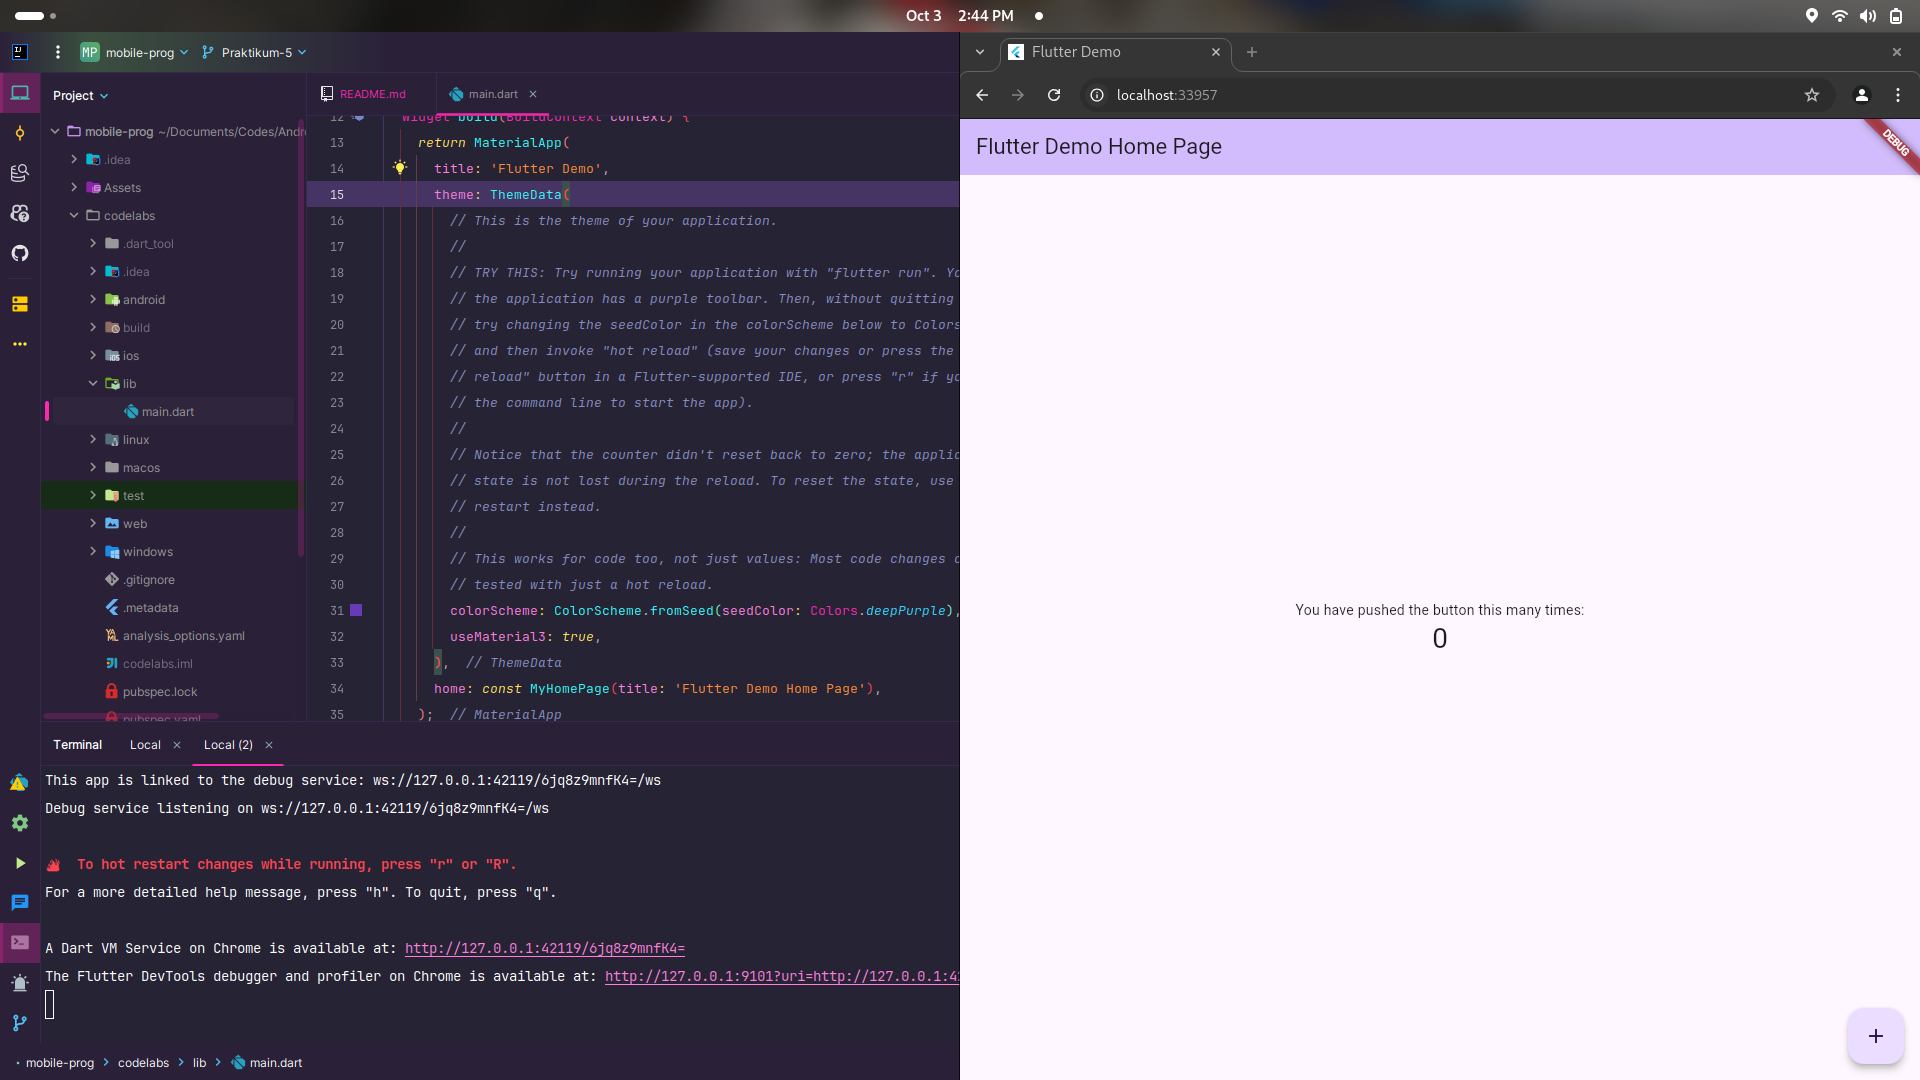 Oct 3 2:44 PM
MP mobile-prog Praktikum-5
Project
mobile-prog ~/Documents/Codes/Andr
.idea
Assets
codelabs
.dart_tool
.idea
android
build
ios
lib
main.dart
linux
macos
test
web
windows
.gitignore
.metadata
analysis_options.yaml
codelabs.iml
pubspec.lock
pubspec.yaml
README.md
main.dart
12 Widget build(BuildContext context) {
13 return MaterialApp(
14 title: 'Flutter Demo',
15 theme: ThemeData(
16 // This is the theme of your application.
17 //
18 // TRY THIS: Try running your application with "flutter run". Yo
19 // the application has a purple toolbar. Then, without quitting
20 // try changing the seedColor in the colorScheme below to Colors
21 // and then invoke "hot reload" (save your changes or press the
22 // reload" button in a Flutter-supported IDE, or press "r" if yo
23 // the command line to start the app).
24 //
25 // Notice that the counter didn't reset back to zero; the applic
26 // state is not lost during the reload. To reset the state, use
27 // restart instead.
28 //
29 // This works for code too, not just values: Most code changes c
30 // tested with just a hot reload.
31 colorScheme: ColorScheme.fromSeed(seedColor: Colors.deepPurple),
32 useMaterial3: true,
33 ), // ThemeData
34 home: const MyHomePage(title: 'Flutter Demo Home Page'),
35 ); // MaterialApp
Terminal Local Local (2)
This app is linked to the debug service: ws://127.0.0.1:42119/6jq8z9mnfK4=/ws
Debug service listening on ws://127.0.0.1:42119/6jq8z9mnfK4=/ws
To hot restart changes while running, press "r" or "R".
For a more detailed help message, press "h". To quit, press "q".
A Dart VM Service on Chrome is available at: http://127.0.0.1:42119/6jq8z9mnfK4=
The Flutter DevTools debugger and profiler on Chrome is available at: http://127.0.0.1:9101?uri=http://127.0.0.1:4
mobile-prog codelabs lib main.dart
Flutter Demo
localhost:33957
Flutter Demo Home Page
DEBUG
You have pushed the button this many times:
0